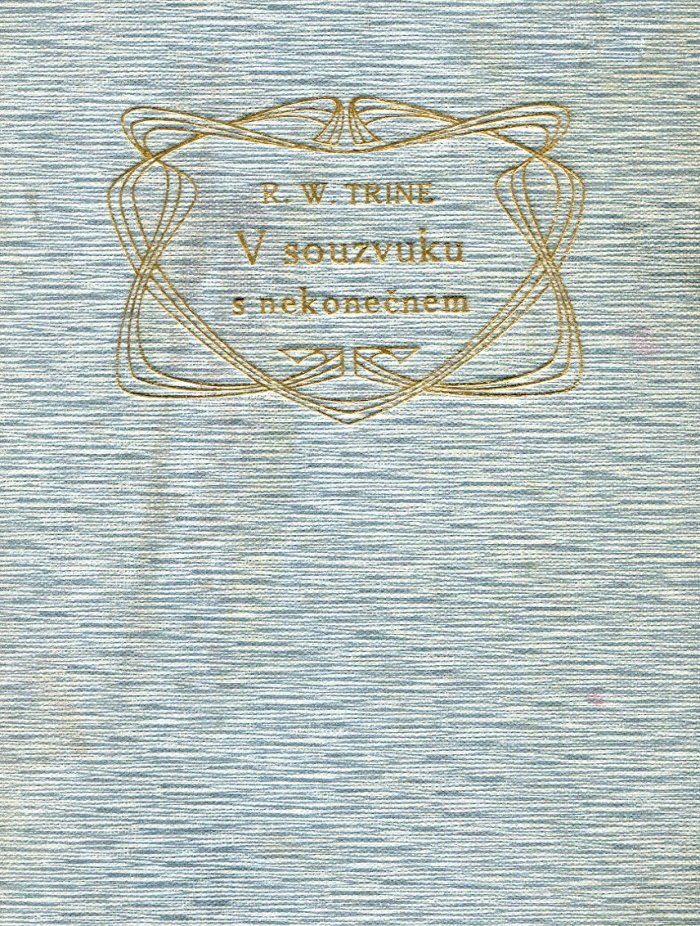 R. W. TRINE
V souzvuku
s nekonečnem